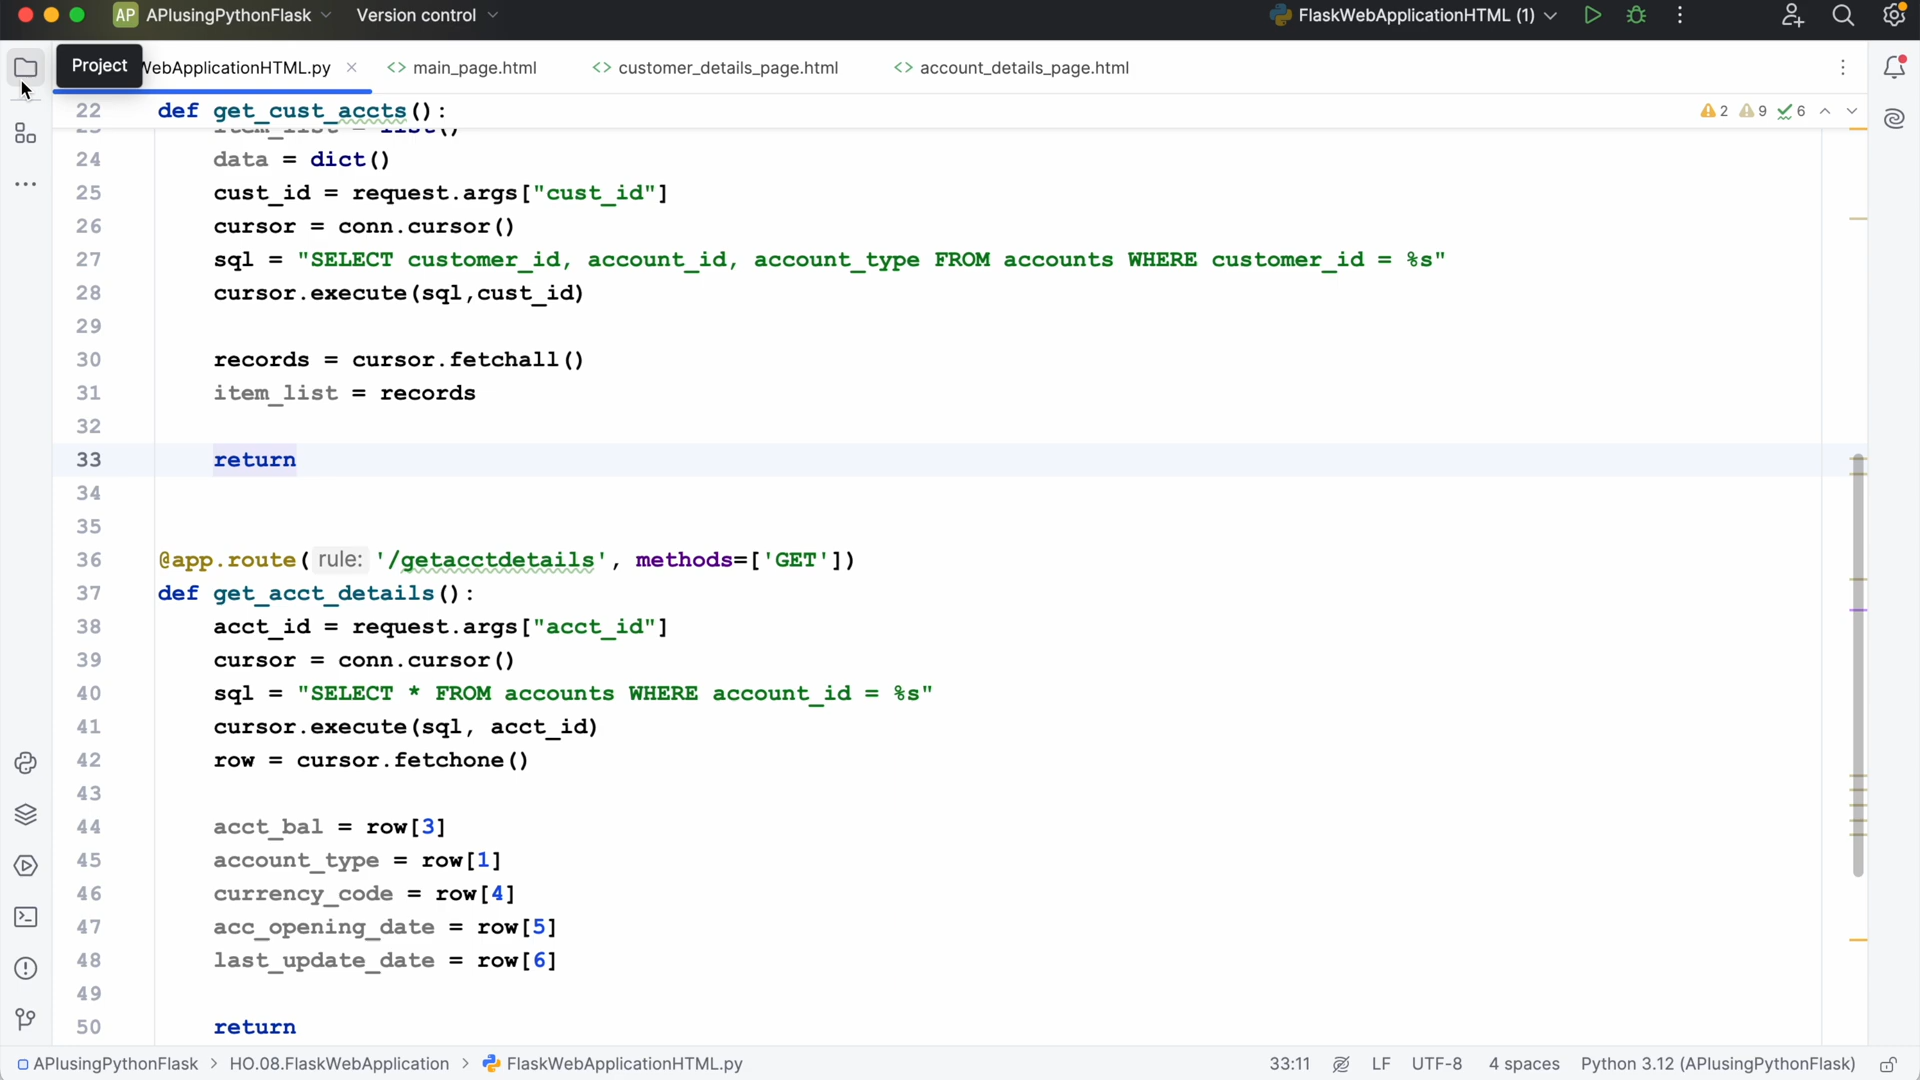 AP APIusingPythonFlask Version control FlaskWebApplicationHTML (1)
Project WebApplicationHTML.py main_page.html customer_details_page.html account_details_page.html
22 def get_cust_accts(): 2 9 6
item_list = list()
24 data = dict()
25 cust_id = request.args["cust_id"]
26 cursor = conn.cursor()
27 sql = "SELECT customer_id, account_id, account_type FROM accounts WHERE customer_id = %s"
28 cursor.execute(sql,cust_id)
29
30 records = cursor.fetchall()
31 item_list = records
32
33 return
34
35
36 @app.route( rule: '/getacctdetails', methods=['GET'])
37 def get_acct_details():
38 acct_id = request.args["acct_id"]
39 cursor = conn.cursor()
40 sql = "SELECT * FROM accounts WHERE account_id = %s"
41 cursor.execute(sql, acct_id)
42 row = cursor.fetchone()
43
44 acct_bal = row[3]
45 account_type = row[1]
46 currency_code = row[4]
47 acc_opening_date = row[5]
48 last_update_date = row[6]
49
50 return
APIusingPythonFlask > HO.08.FlaskWebApplication > FlaskWebApplicationHTML.py 33:11 LF UTF-8 4 spaces Python 3.12 (APIusingPythonFlask)